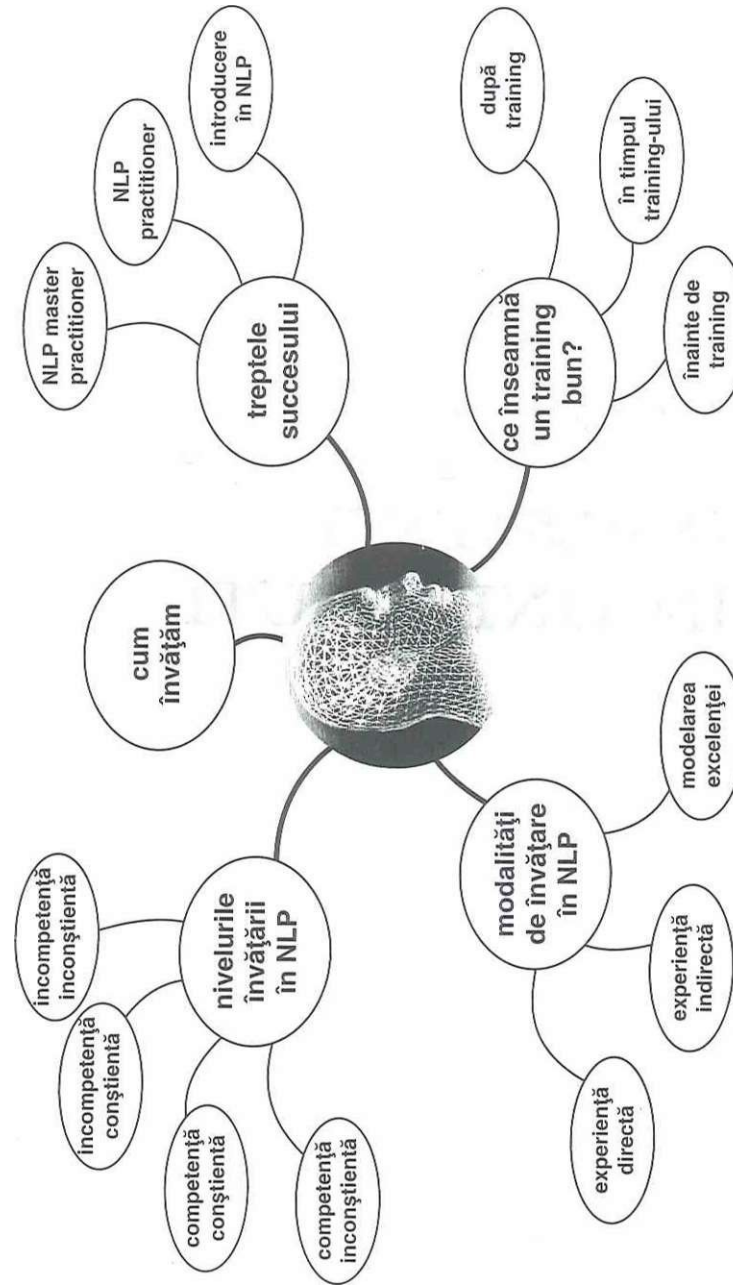 cum
învăţăm
treptele
succesului
NLP master
practitioner
NLP
practitioner
introducere
în NLP
ce înseamnă
un training
bun?
după
training
în timpul
training-ului
înainte de
training
modalităţi
de învăţare
în NLP
modelarea
excelenţei
experienţă
indirectă
experienţă
directă
nivelurile
învăţării
în NLP
incompetenţă
inconştientă
incompetenţă
conştientă
competenţă
conştientă
competenţă
inconştientă